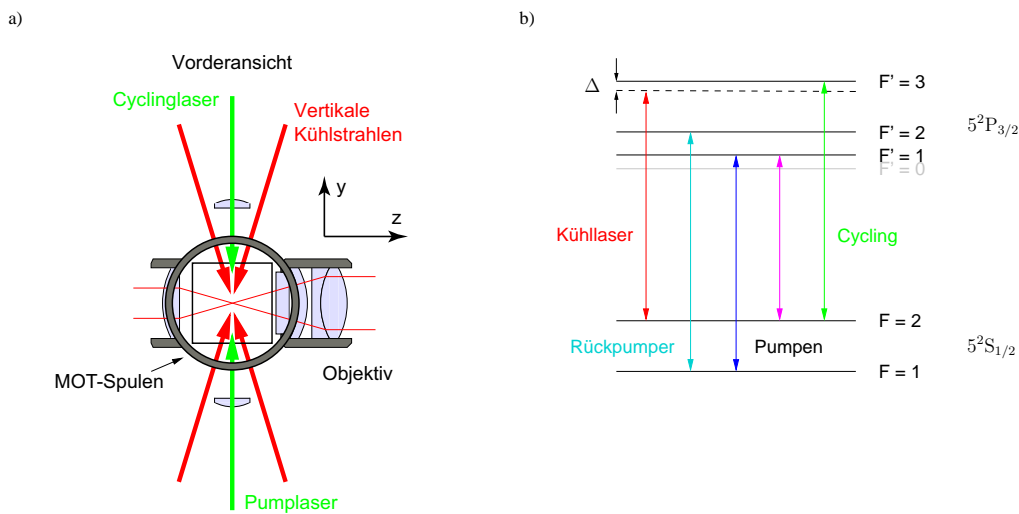 a)
Vorderansicht
Cyclinglaser
Vertikale
Kühlstrahlen
y
z
MOT-Spulen
Objektiv
Pumplaser
b)
F' = 3
Δ
5²P3/2
F' = 2
F' = 1
F' = 0
Kühllaser
Cycling
F = 2
Rückpumper
Pumpen
5²S1/2
F = 1